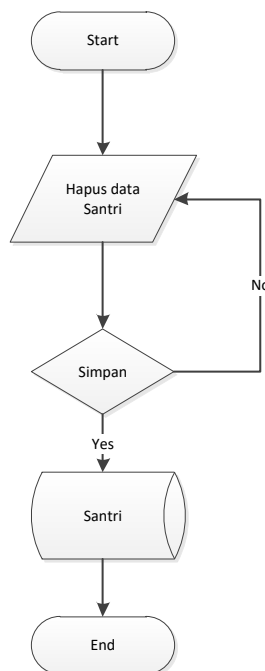 Start
Hapus data
Santri
No
Simpan
Yes
Santri
End